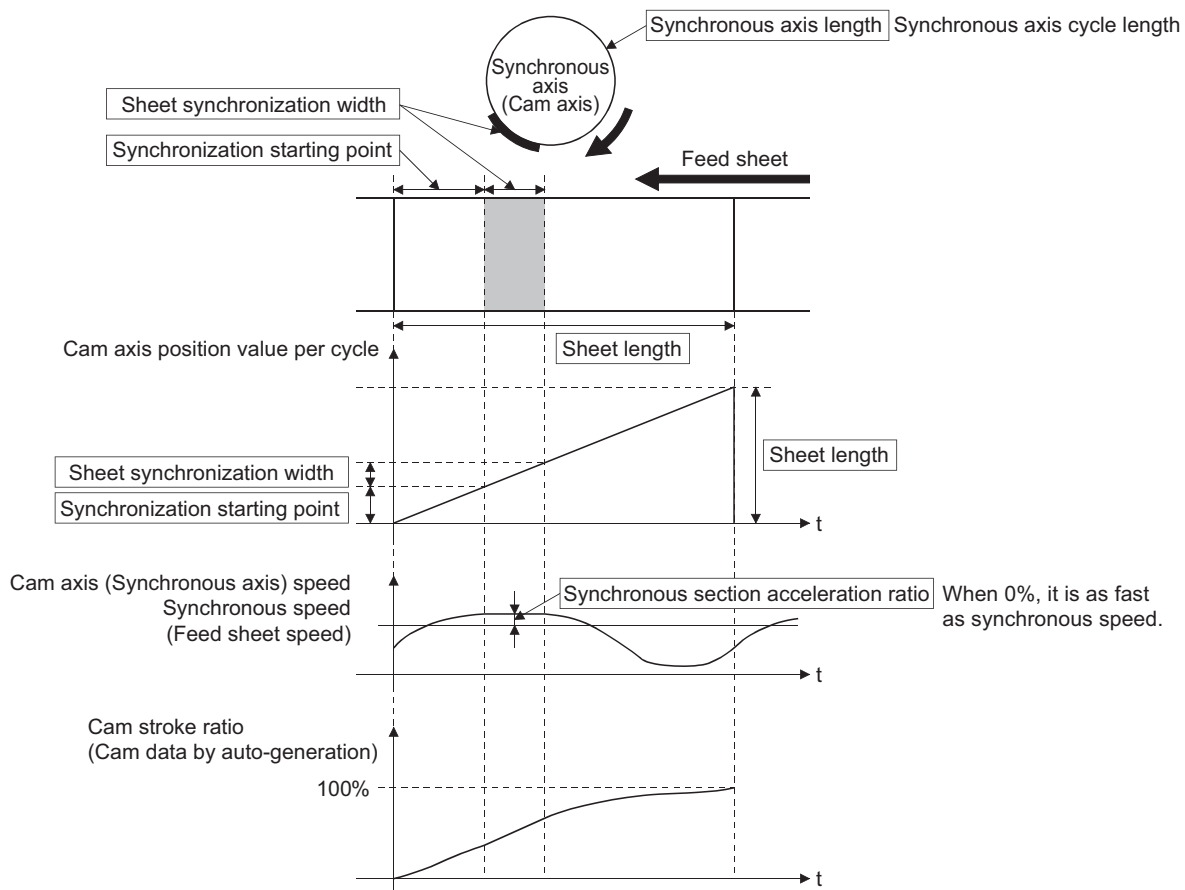 Synchronous axis length Synchronous axis cycle length
Synchronous
axis
(Cam axis)
Sheet synchronization width
Synchronization starting point
Feed sheet
Sheet length
Cam axis position value per cycle
Sheet length
Sheet synchronization width
Synchronization starting point
t
Cam axis (Synchronous axis) speed
Synchronous speed
(Feed sheet speed)
Synchronous section acceleration ratio When 0%, it is as fast
as synchronous speed.
t
Cam stroke ratio
(Cam data by auto-generation)
100%
t